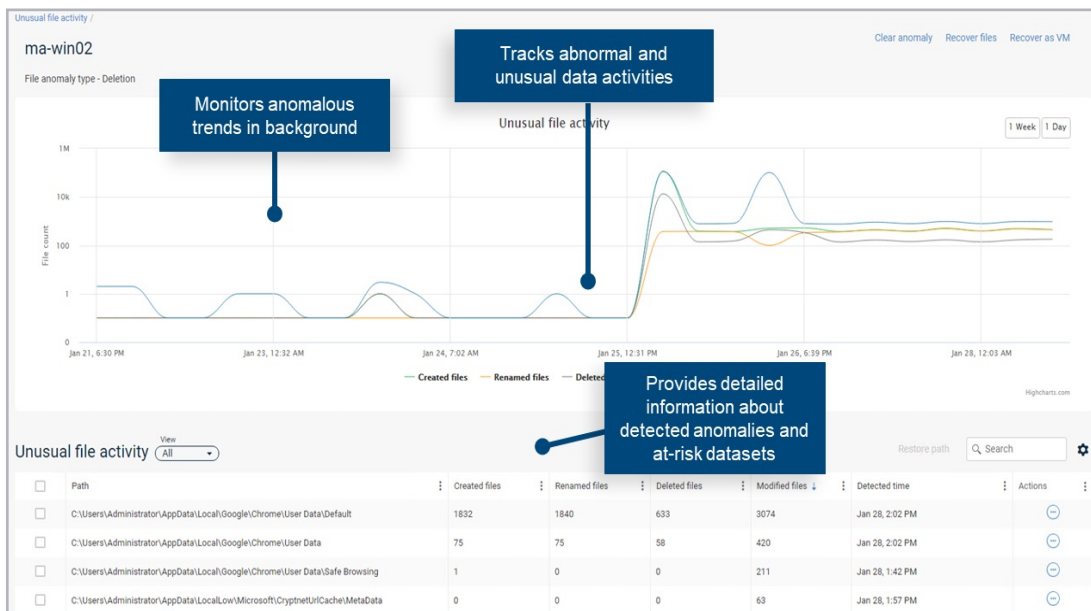 Unusual file activity /
ma-win02
Clear anomaly Recover files Recover as VM
File anomaly type - Deletion
Tracks abnormal and
unusual data activities
Monitors anomalous
trends in background
Unusual file activity
1 Week 1 Day
1M
10k
100
1
0
File count
Jan 21, 6:30 PM Jan 23, 12:32 AM Jan 24, 7:02 AM Jan 25, 12:31 PM Jan 26, 6:39 PM Jan 28, 12:03 AM
Created files Renamed files Deleted
Highcharts.com
Provides detailed
information about
detected anomalies and
at-risk datasets
Unusual file activity
View
All
Restore path Search
Path Created files Renamed files Deleted files Modified files ↓ Detected time Actions
C:\Users\Administrator\AppData\Local\Google\Chrome\User Data\Default 1832 1840 633 3074 Jan 28, 2:02 PM
C:\Users\Administrator\AppData\Local\Google\Chrome\User Data 75 75 58 420 Jan 28, 2:02 PM
C:\Users\Administrator\AppData\Local\Google\Chrome\User Data\Safe Browsing 1 0 0 211 Jan 28, 1:42 PM
C:\Users\Administrator\AppData\LocalLow\Microsoft\CryptnetUrlCache\MetaData 0 0 0 63 Jan 28, 1:57 PM